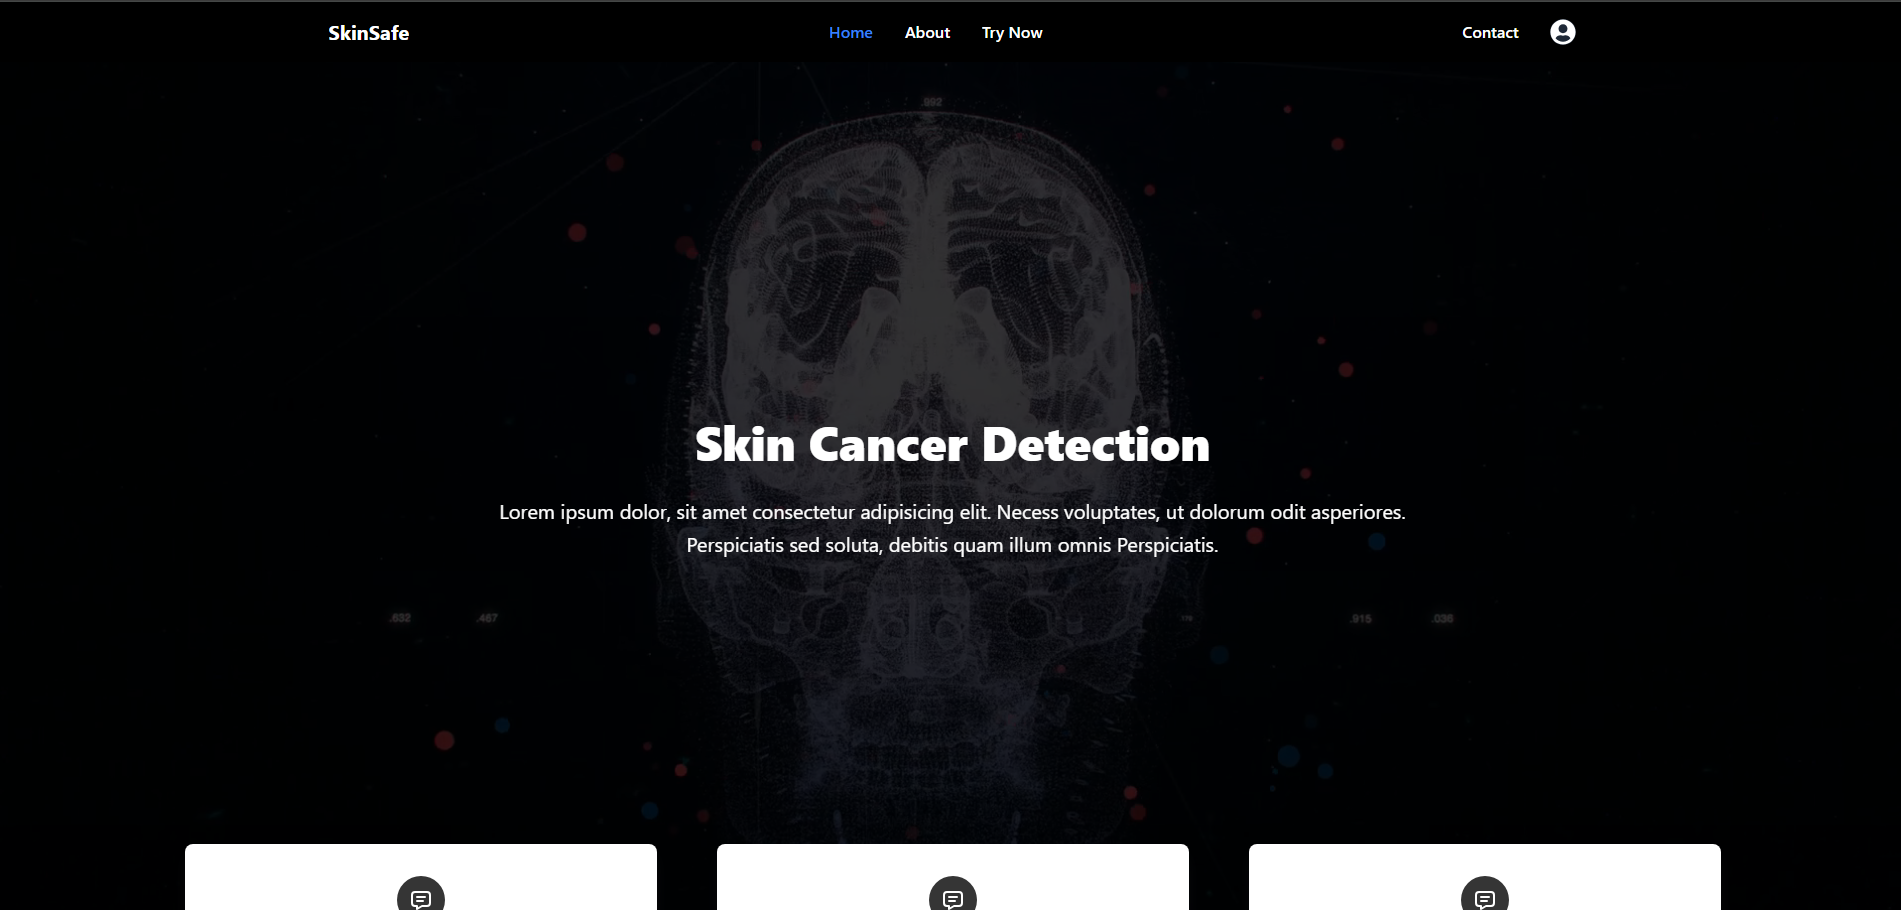 SkinSafe
Home About Try Now
Contact
.992
Skin Cancer Detection
Lorem ipsum dolor, sit amet consectetur adipisicing elit. Necess voluptates, ut dolorum odit asperiores.
Perspiciatis sed soluta, debitis quam illum omnis Perspiciatis.
.632 .467 .915 .036